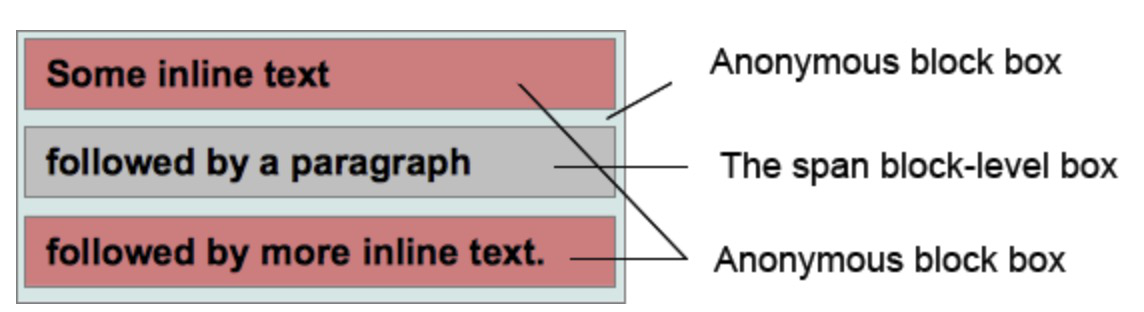 Some inline text
Anonymous block box
followed by a paragraph
The span block-level box
followed by more inline text.
Anonymous block box